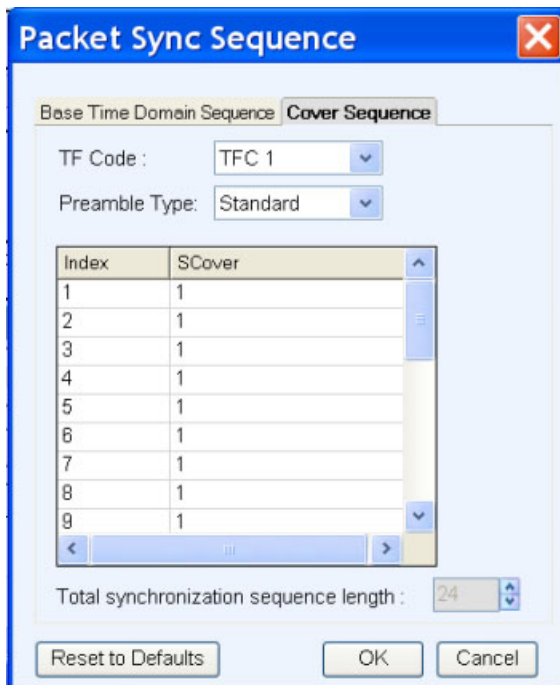 Packet Sync Sequence
Base Time Domain Sequence Cover Sequence
TF Code : TFC 1
Preamble Type: Standard
Index SCover
1 1
2 1
3 1
4 1
5 1
6 1
7 1
8 1
9 1
Total synchronization sequence length : 24
Reset to Defaults OK Cancel